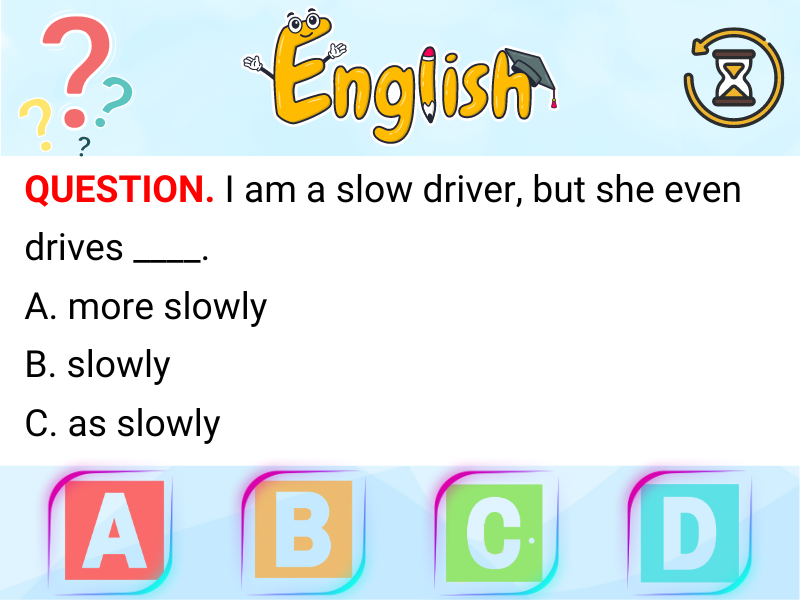 ? ? ? ?
English
QUESTION. I am a slow driver, but she even
drives ____.
A. more slowly
B. slowly
C. as slowly
A B C D